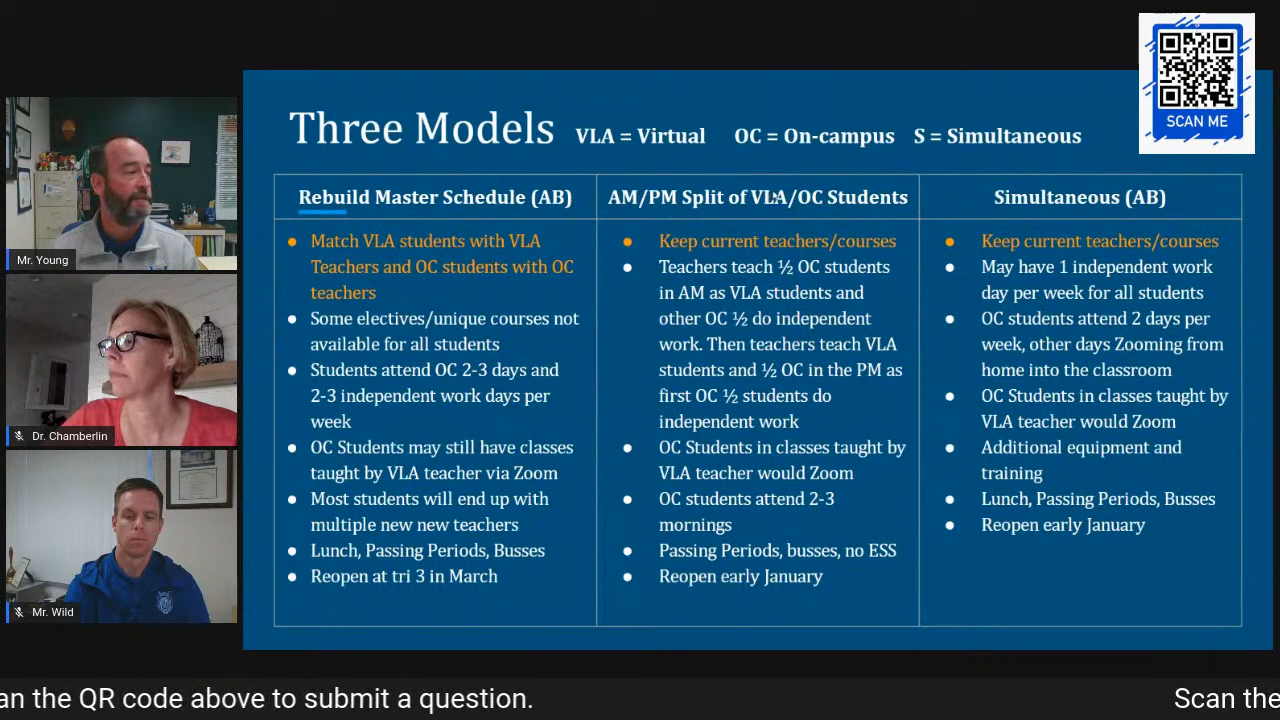 SCAN ME
Three Models VLA = Virtual OC = On-campus S = Simultaneous
Rebuild Master Schedule (AB)
Match VLA students with VLA
Teachers and OC students with OC
teachers
Some electives/unique courses not
available for all students
Students attend OC 2-3 days and
2-3 independent work days per
week
OC Students may still have classes
taught by VLA teacher via Zoom
Most students will end up with
multiple new new teachers
Lunch, Passing Periods, Busses
Reopen at tri 3 in March
AM/PM Split of VLA/OC Students
Keep current teachers/courses
Teachers teach ½ OC students
in AM as VLA students and
other OC ½ do independent
work. Then teachers teach VLA
students and ½ OC in the PM as
first OC ½ students do
independent work
OC Students in classes taught by
VLA teacher would Zoom
OC students attend 2-3
mornings
Passing Periods, busses, no ESS
Reopen early January
Simultaneous (AB)
Keep current teachers/courses
May have 1 independent work
day per week for all students
OC students attend 2 days per
week, other days Zooming from
home into the classroom
OC Students in classes taught by
VLA teacher would Zoom
Additional equipment and
training
Lunch, Passing Periods, Busses
Reopen early January
Mr. Young
Dr. Chamberlin
Mr. Wild
an the QR code above to submit a question. Scan the